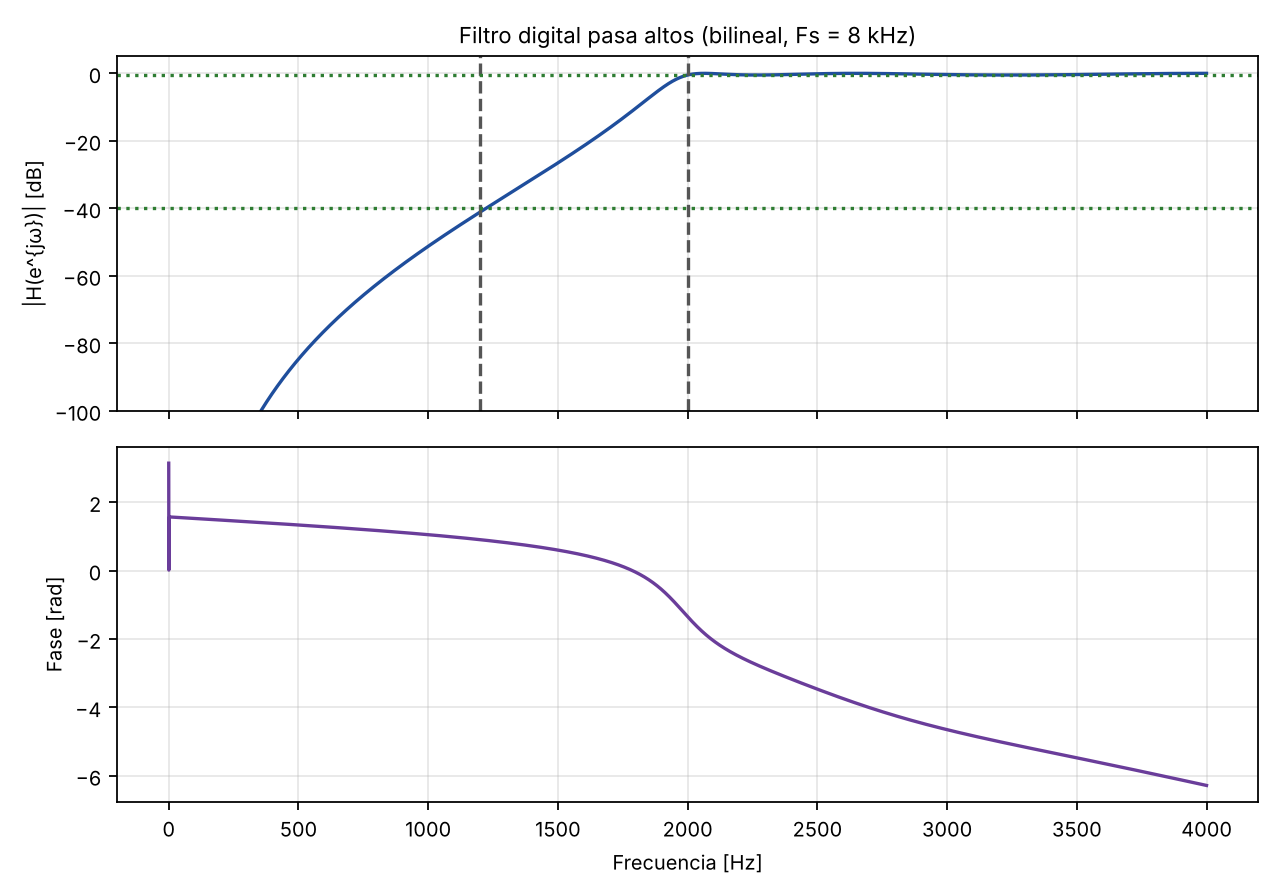 Filtro digital pasa altos (bilineal, Fs = 8 kHz)
|H(e^{jω})| [dB]
0
−20
−40
−60
−80
−100
Fase [rad]
2
0
−2
−4
−6
0 500 1000 1500 2000 2500 3000 3500 4000
Frecuencia [Hz]